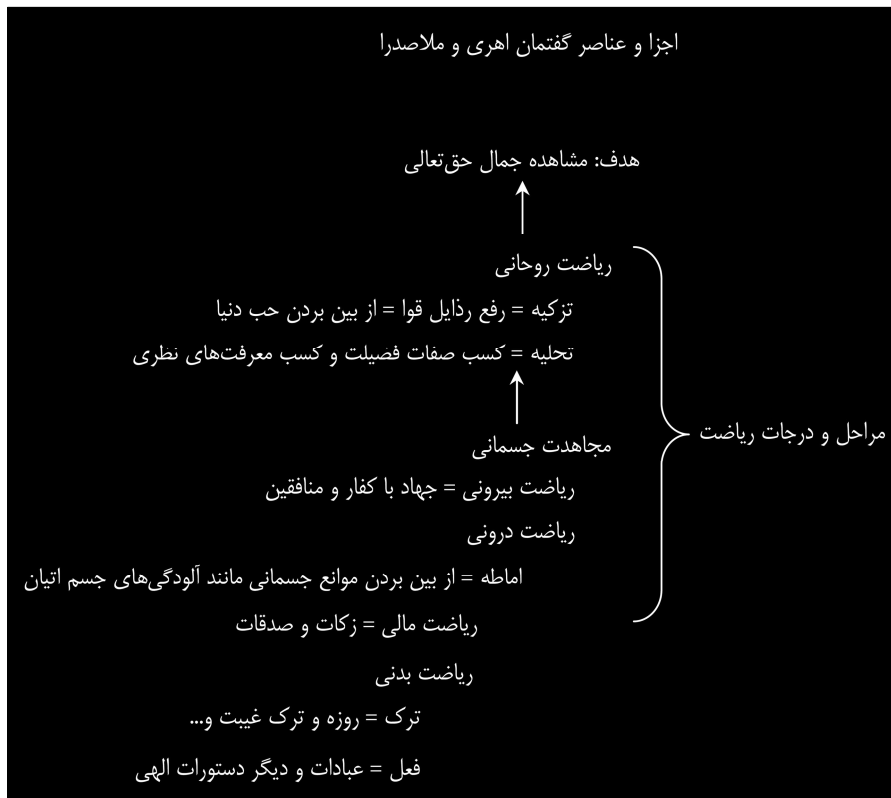 اجزا و عناصر گفتمان اهری و ملاصدرا
هدف: مشاهده جمال حق‌تعالی
ریاضت روحانی
تزکیه = رفع رذایل قوا = از بین بردن حب دنیا
تحلیه = کسب صفات فضیلت و کسب معرفت‌های نظری
مراحل و درجات ریاضت
مجاهدت جسمانی
ریاضت بیرونی = جهاد با کفار و منافقین
ریاضت درونی
اماطه = از بین بردن موانع جسمانی مانند آلودگی‌های جسم اتیان
ریاضت مالی = زکات و صدقات
ریاضت بدنی
ترک = روزه و ترک غیبت و...
فعل = عبادات و دیگر دستورات الهی